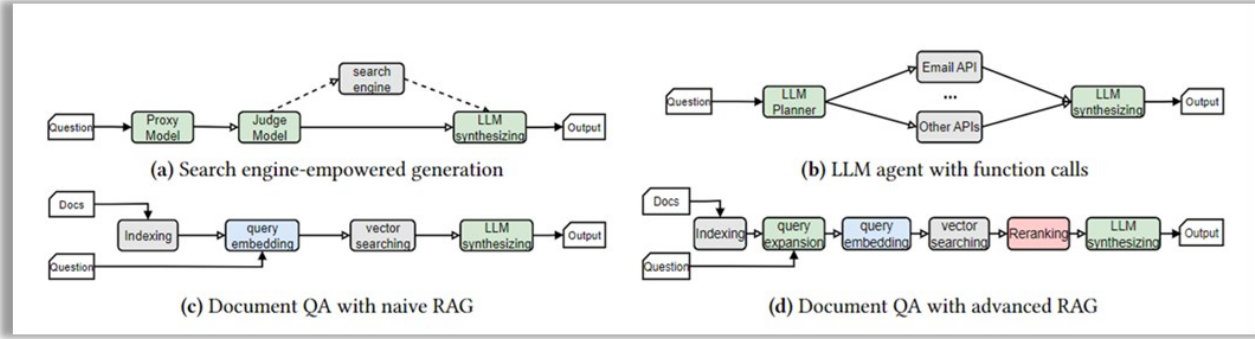 search
engine
Question
Proxy
Model
Judge
Model
LLM
synthesizing
Output
(a) Search engine-empowered generation
Question
LLM
Planner
Email API
...
Other APIs
LLM
synthesizing
Output
(b) LLM agent with function calls
Docs
Indexing
query
embedding
vector
searching
LLM
synthesizing
Output
Question
(c) Document QA with naive RAG
Docs
Indexing
query
expansion
query
embedding
vector
searching
Reranking
LLM
synthesizing
Output
Question
(d) Document QA with advanced RAG